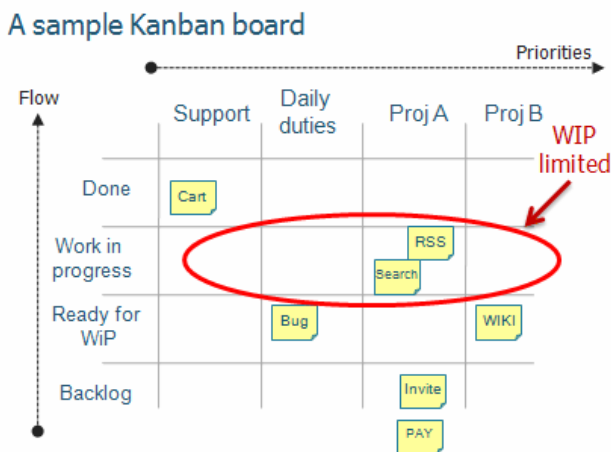 A sample Kanban board
Priorities
Flow
Support
Daily
duties
Proj A
Proj B
WIP
limited
Done
Cart
Work in
progress
RSS
Search
Ready for
WiP
Bug
WIKI
Backlog
Invite
PAY